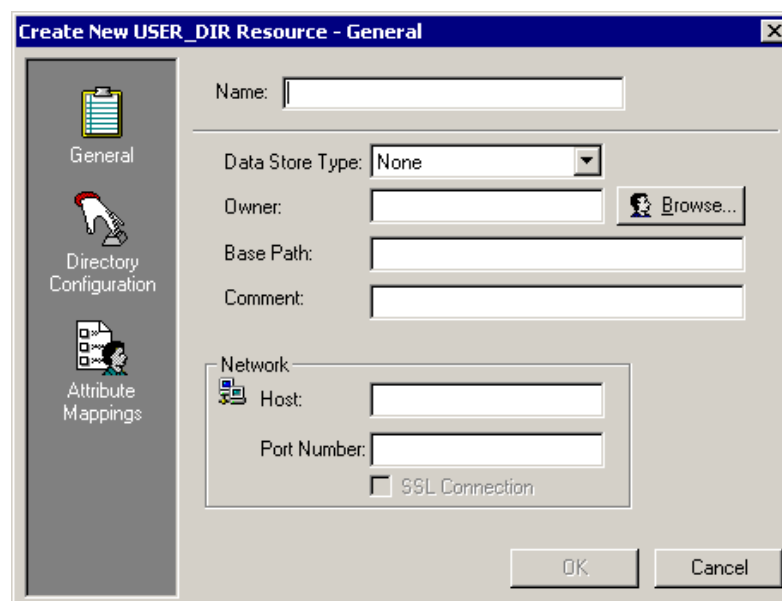 Create New USER_DIR Resource - General
General
Directory
Configuration
Attribute
Mappings
Name:
Data Store Type: None
Owner: Browse...
Base Path:
Comment:
Network
Host:
Port Number:
SSL Connection
OK Cancel